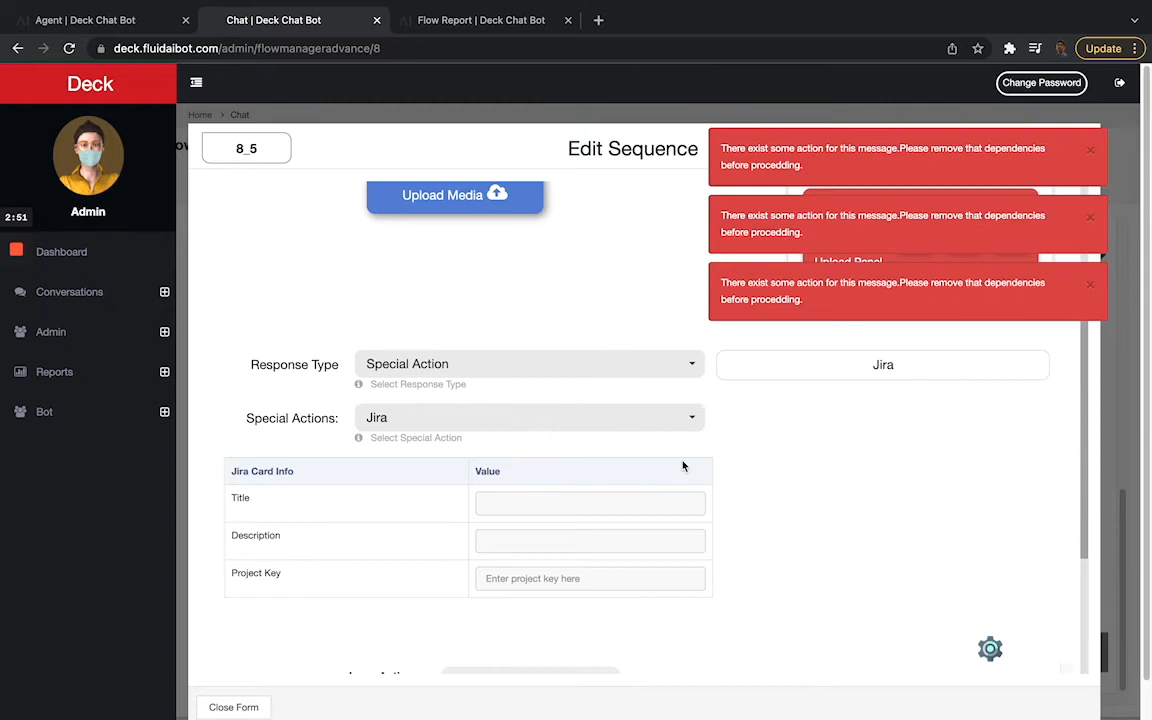 Agent | Deck Chat Bot
Chat | Deck Chat Bot
Flow Report | Deck Chat Bot
deck.fluidaibot.com/admin/flowmanageradvance/8
Update
Deck
Change Password
Home > Chat
8_5
Edit Sequence
There exist some action for this message.Please remove that dependencies
before procedding.
Upload Media
There exist some action for this message.Please remove that dependencies
before procedding.
Upload Panel
There exist some action for this message.Please remove that dependencies
before procedding.
Admin
2:51
Dashboard
Conversations
Admin
Reports
Bot
Response Type
Special Action
Jira
Select Response Type
Special Actions:
Jira
Select Special Action
Jira Card Info
Value
Title
Description
Project Key
Enter project key here
Close Form